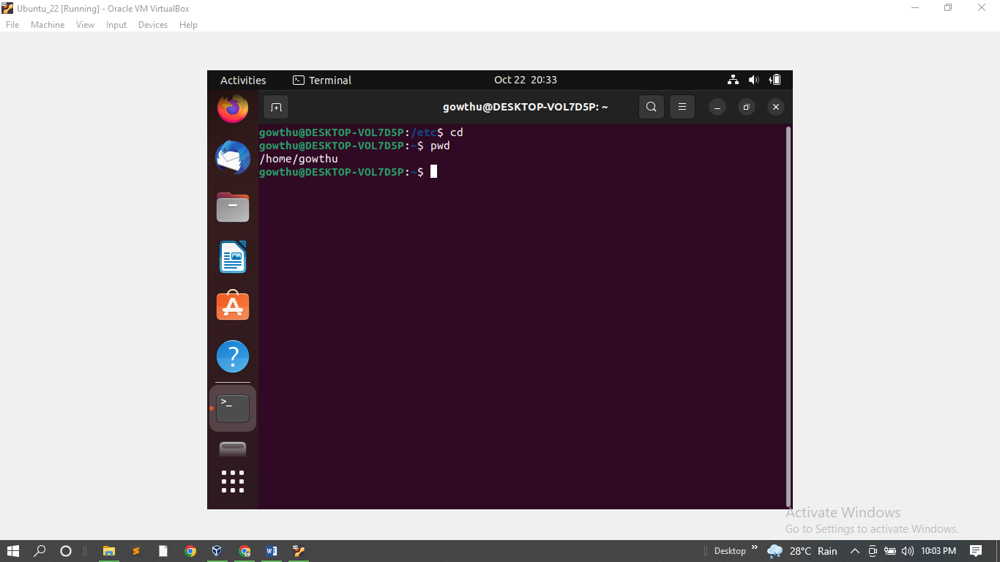 Ubuntu_22 [Running] - Oracle VM VirtualBox
File Machine View Input Devices Help
Activities Terminal Oct 22 20:33
gowthu@DESKTOP-VOL7D5P: ~
gowthu@DESKTOP-VOL7D5P:/etc$ cd
gowthu@DESKTOP-VOL7D5P:~$ pwd
/home/gowthu
gowthu@DESKTOP-VOL7D5P:~$
Activate Windows
Go to Settings to activate Windows.
Desktop » 28°C Rain 10:03 PM